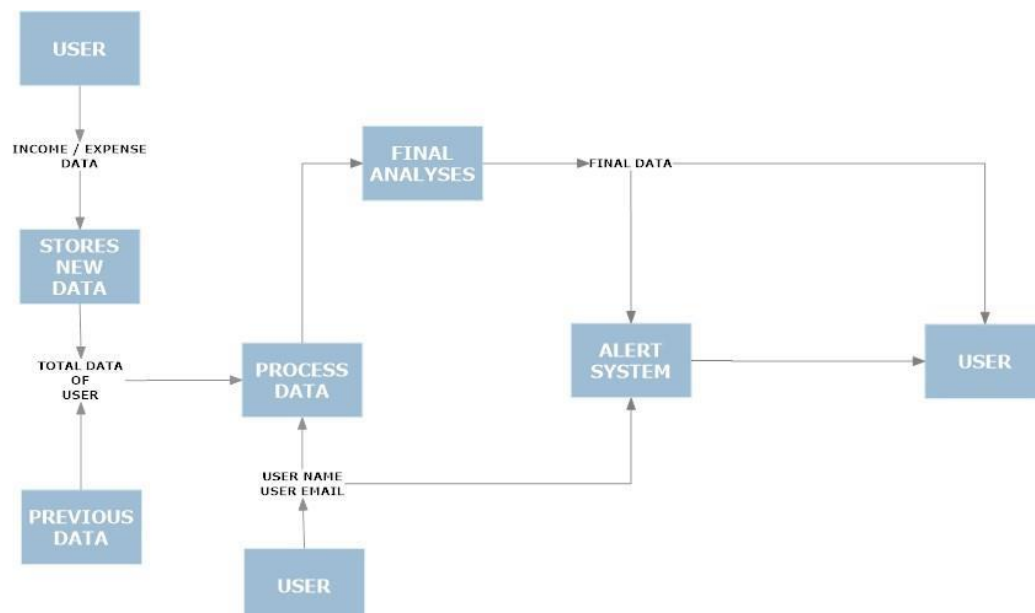 USER
INCOME / EXPENSE
DATA
STORES
NEW
DATA
TOTAL DATA
OF
USER
PREVIOUS
DATA
PROCESS
DATA
USER NAME
USER EMAIL
USER
FINAL
ANALYSES
FINAL DATA
ALERT
SYSTEM
USER